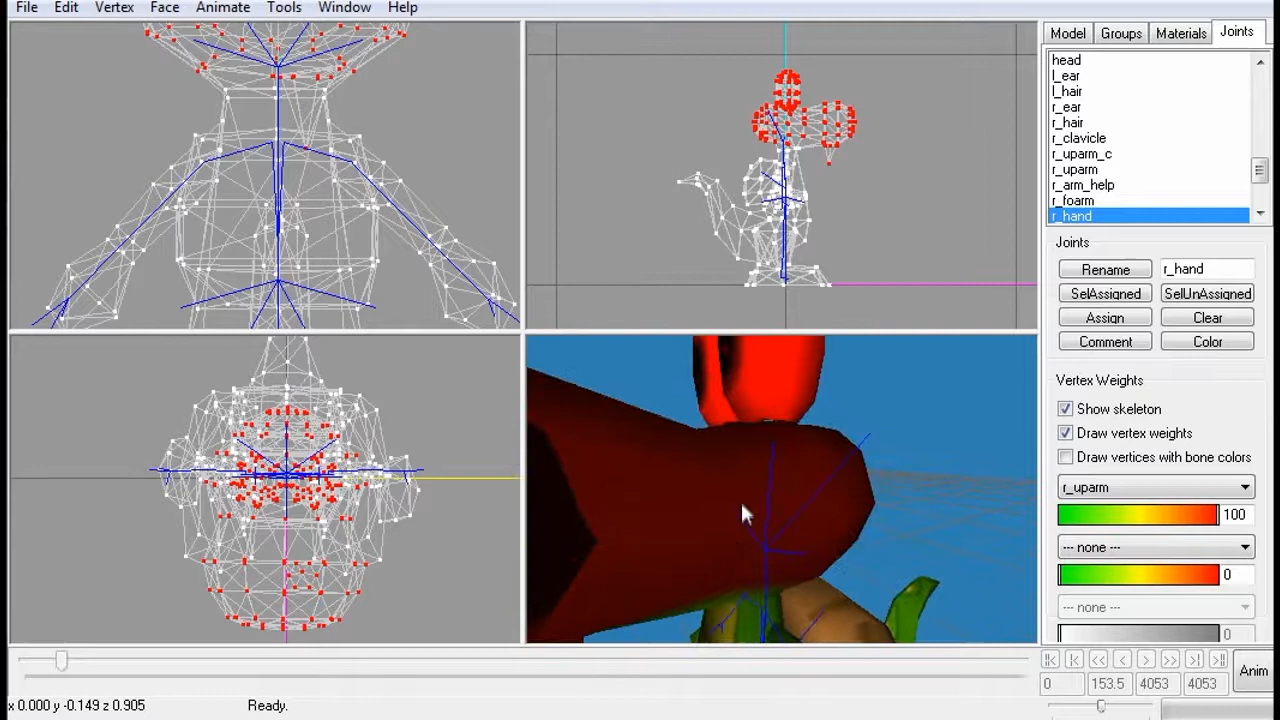 File Edit Vertex Face Animate Tools Window Help
Model Groups Materials Joints
head
l_ear
l_hair
r_ear
r_hair
r_clavicle
r_uparm_c
r_uparm
r_arm_help
r_foarm
r_hand
Joints
Rename r_hand
SelAssigned SelUnAssigned
Assign Clear
Comment Color
Vertex Weights
Show skeleton
Draw vertex weights
Draw vertices with bone colors
r_uparm
100
--- none ---
0
--- none ---
0
Anim
0 153.5 4053 4053
x 0.000 y -0.149 z 0.905 Ready.